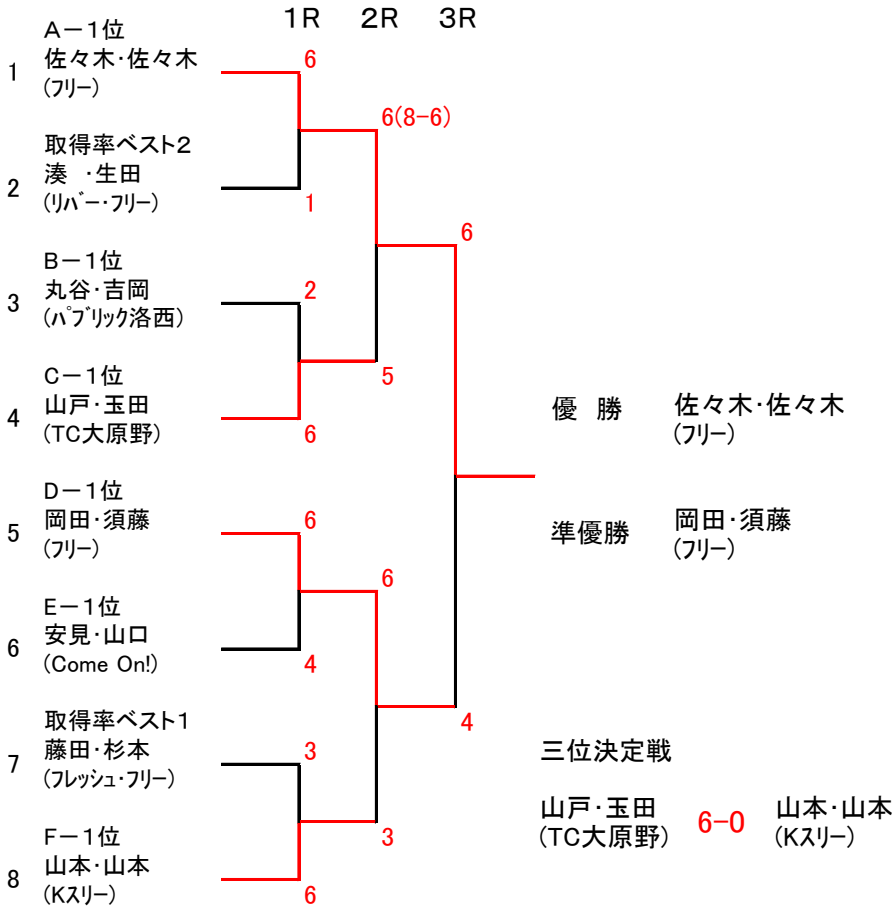 1R 2R 3R
A－1位
1 佐々木・佐々木
(フリー)
6
6(8-6)
取得率ベスト2
2 湊 ・生田
(リバー・フリー)
1
6
B－1位
3 丸谷・吉岡
(パブリック洛西)
2
5
C－1位
4 山戸・玉田
(TC大原野)
6
優 勝 佐々木・佐々木
(フリー)
D－1位
5 岡田・須藤
(フリー)
6
準優勝 岡田・須藤
(フリー)
6
E－1位
6 安見・山口
(Come On!)
4
4
取得率ベスト1
7 藤田・杉本
(フレッシュ・フリー)
3
3
三位決定戦
山戸・玉田 6-0 山本・山本
(TC大原野) (Kスリー)
F－1位
8 山本・山本
(Kスリー)
6